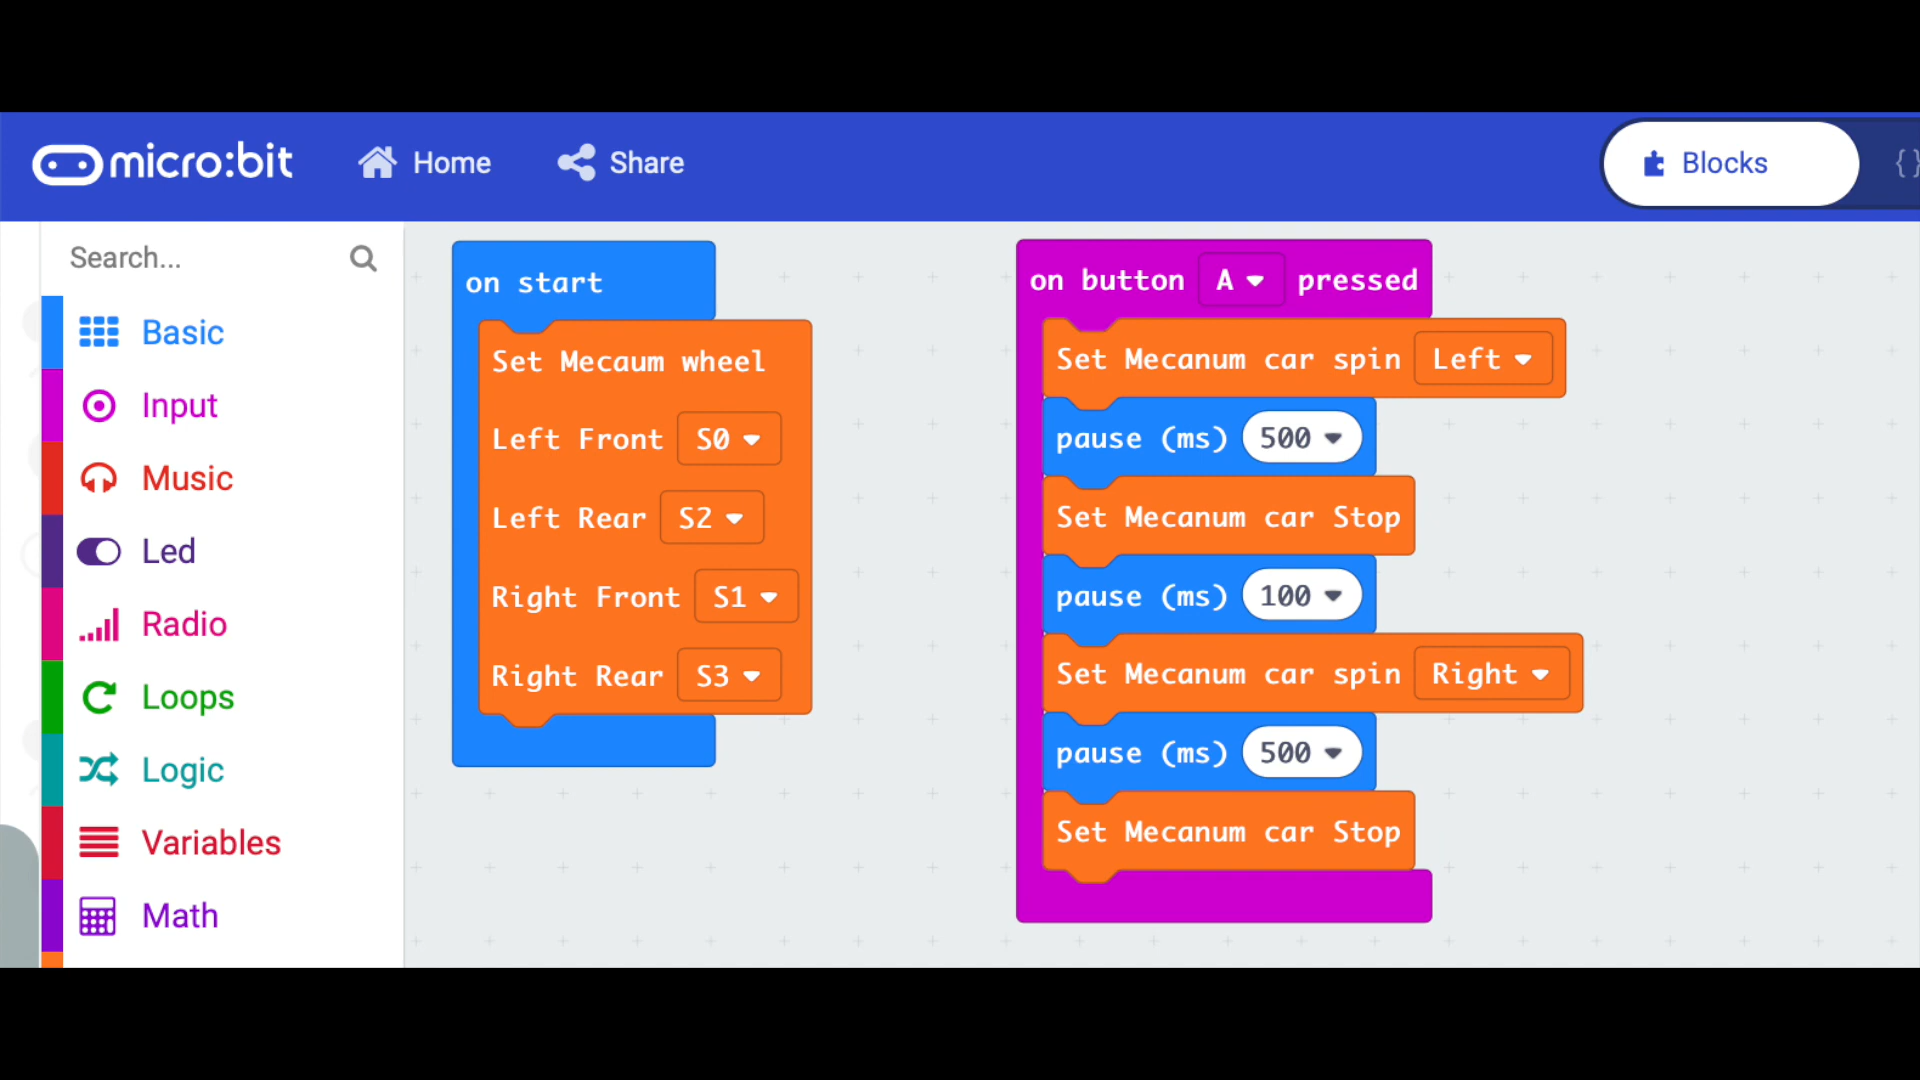 micro:bit Home Share Blocks {}
Search...
Basic
Input
Music
Led
Radio
Loops
Logic
Variables
Math
on start
Set Mecaum wheel
Left Front S0
Left Rear S2
Right Front S1
Right Rear S3
on button A pressed
Set Mecanum car spin Left
pause (ms) 500
Set Mecanum car Stop
pause (ms) 100
Set Mecanum car spin Right
pause (ms) 500
Set Mecanum car Stop